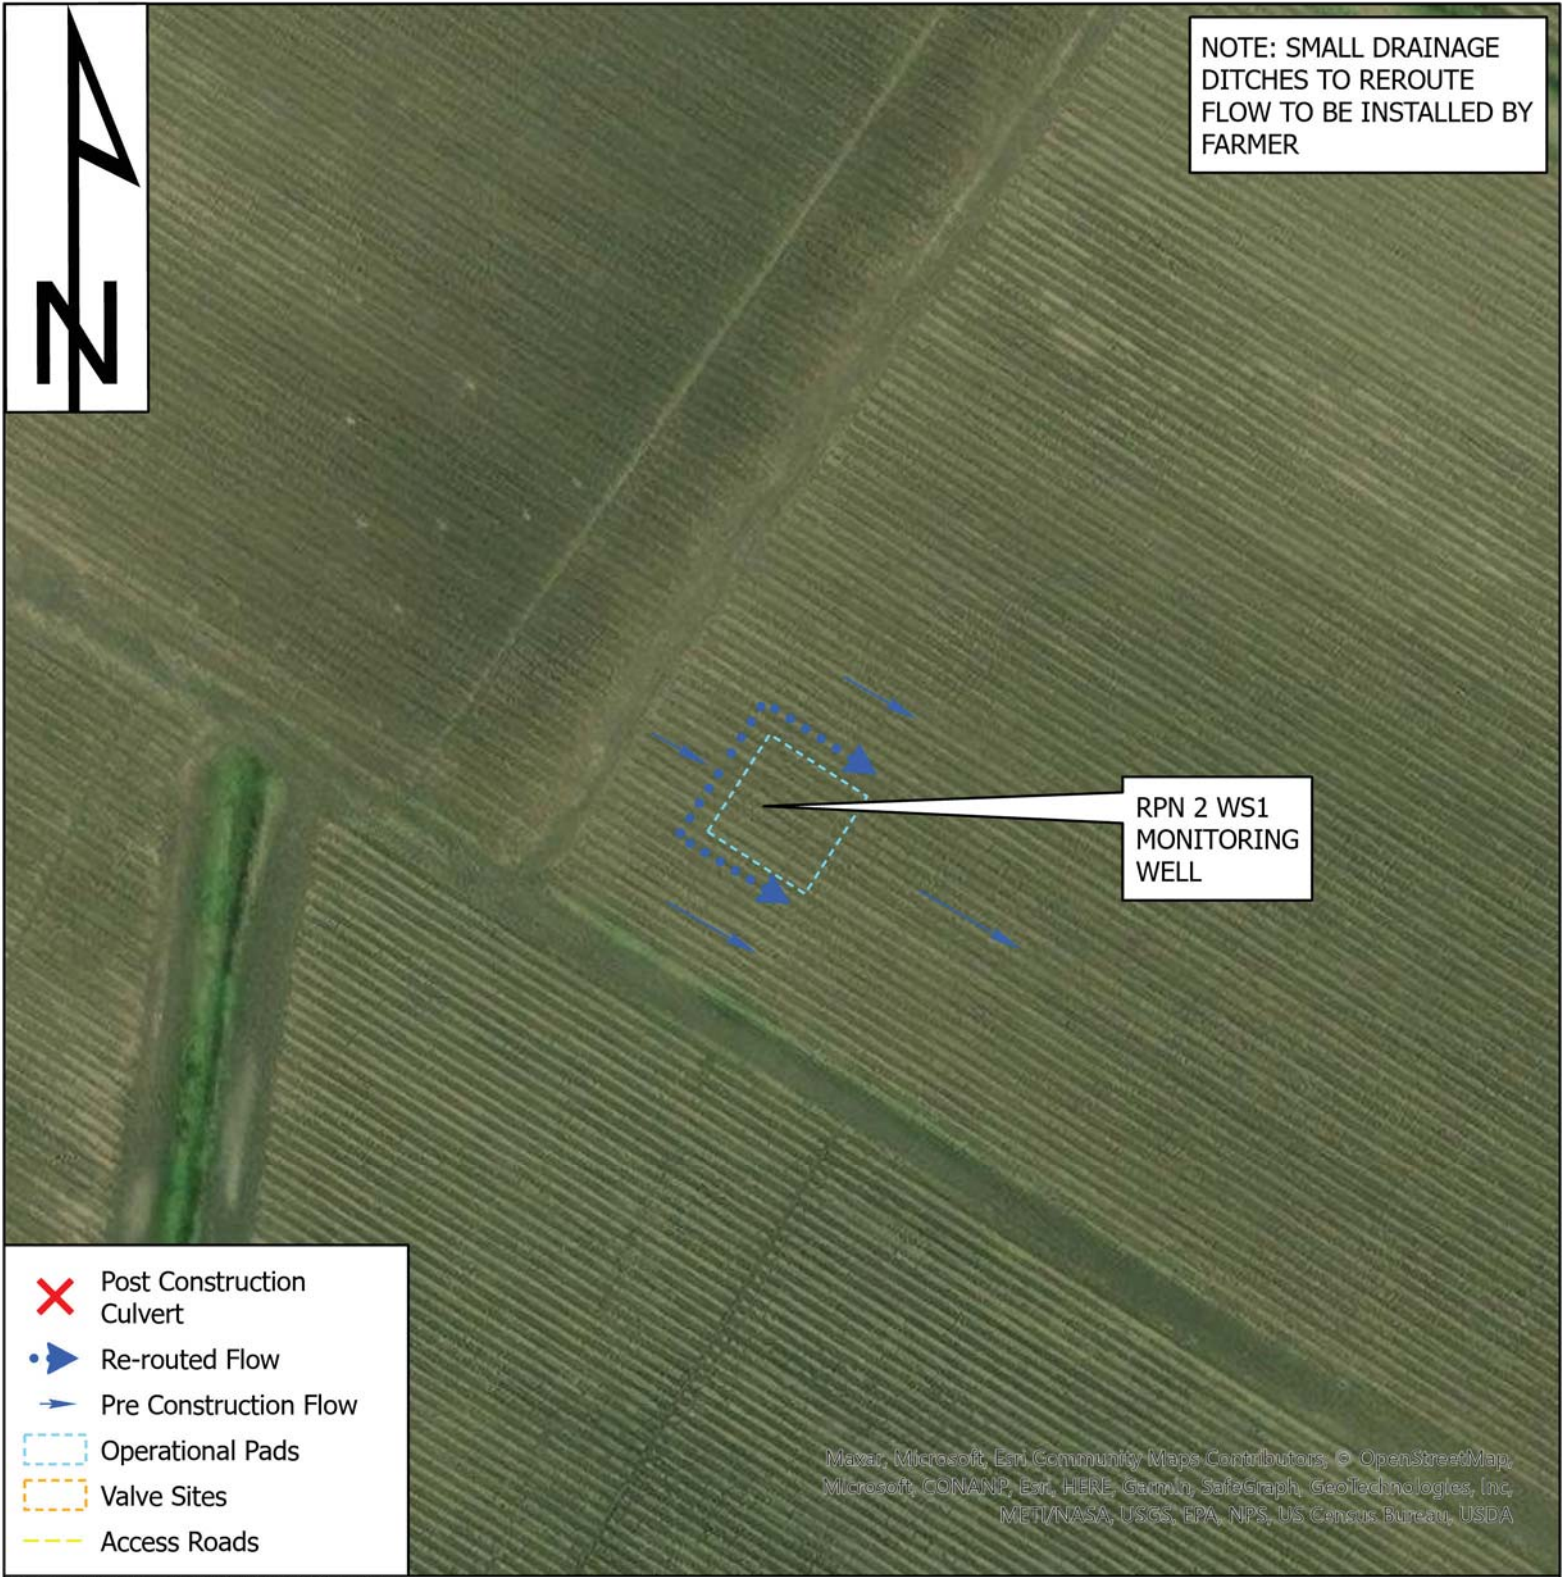 N
NOTE: SMALL DRAINAGE
DITCHES TO REROUTE
FLOW TO BE INSTALLED BY
FARMER
RPN 2 WS1
MONITORING
WELL
Post Construction
Culvert
Re-routed Flow
Pre Construction Flow
Operational Pads
Valve Sites
Access Roads
Maxar, Microsoft, Esri Community Maps Contributors, © OpenStreetMap,
Microsoft, CONANP, Esri, HERE, Garmin, SafeGraph, GeoTechnologies, Inc,
METI/NASA, USGS, EPA, NPS, US Census Bureau, USDA